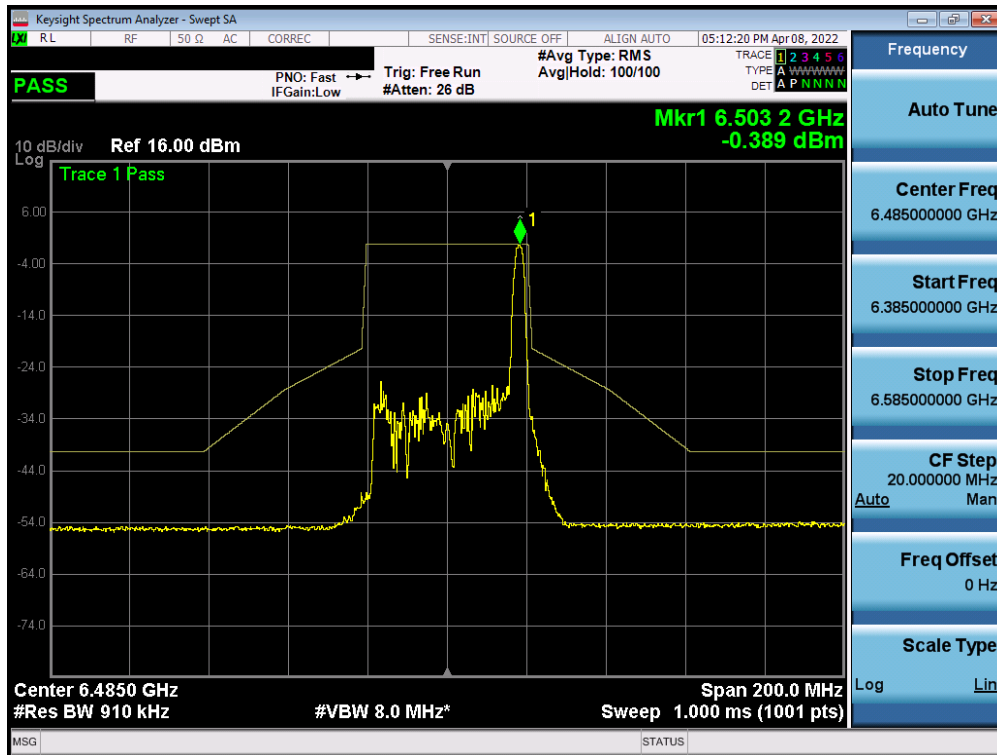 Keysight Spectrum Analyzer - Swept SA
LXI RL RF 50 Ω AC CORREC SENSE:INT SOURCE OFF ALIGN AUTO 05:12:20 PM Apr 08, 2022
PASS
PNO: Fast
IFGain:Low
Trig: Free Run
#Atten: 26 dB
#Avg Type: RMS
Avg|Hold: 100/100
TRACE 1 2 3 4 5 6
TYPE A WWWWW
DET A P N N N N
Mkr1 6.503 2 GHz
-0.389 dBm
10 dB/div Ref 16.00 dBm
Log
Trace 1 Pass
1
6.00
-4.00
-14.0
-24.0
-34.0
-44.0
-54.0
-64.0
-74.0
Center 6.4850 GHz Span 200.0 MHz
#Res BW 910 kHz #VBW 8.0 MHz* Sweep 1.000 ms (1001 pts)
MSG STATUS
Frequency
Auto Tune
Center Freq
6.485000000 GHz
Start Freq
6.385000000 GHz
Stop Freq
6.585000000 GHz
CF Step
20.000000 MHz
Auto Man
Freq Offset
0 Hz
Scale Type
Log Lin